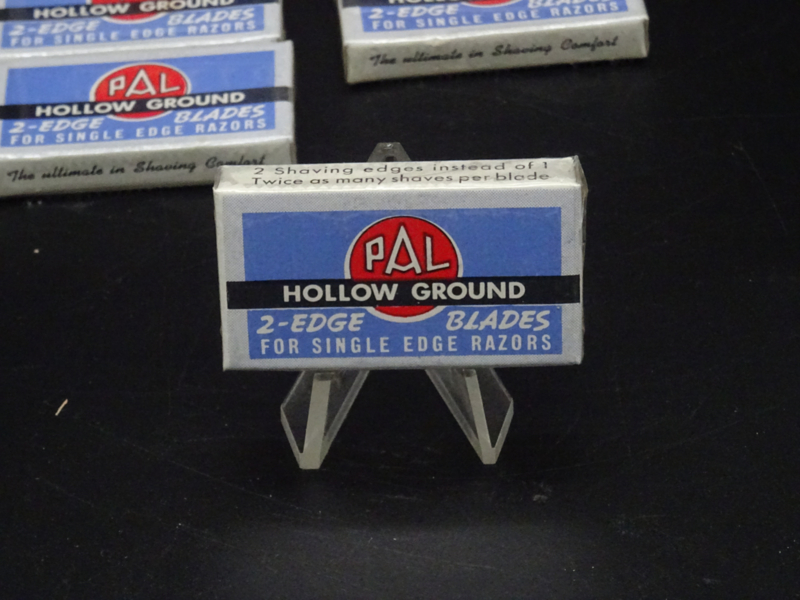 HOLLOW GROUND
2-EDGE BLADES
FOR SINGLE EDGE RAZORS
HOLLOW GROUND
2-EDGE BLADES
FOR SINGLE EDGE RAZORS
The ultimate in Shaving Comfort
PAL
HOLLOW GROUND
2-EDGE BLADES
FOR SINGLE EDGE RAZORS
The ultimate in Shaving Comfort
2 Shaving edges instead of 1
Twice as many shaves per blade
PAL
HOLLOW GROUND
2-EDGE BLADES
FOR SINGLE EDGE RAZORS